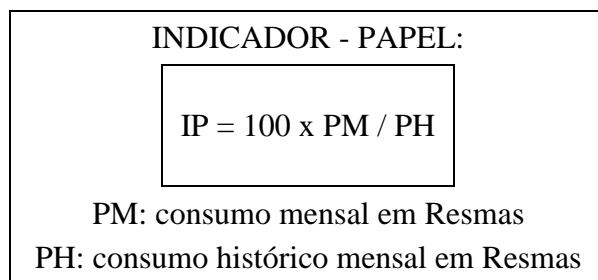 INDICADOR - PAPEL:
IP = 100 x PM / PH
PM: consumo mensal em Resmas
PH: consumo histórico mensal em Resmas